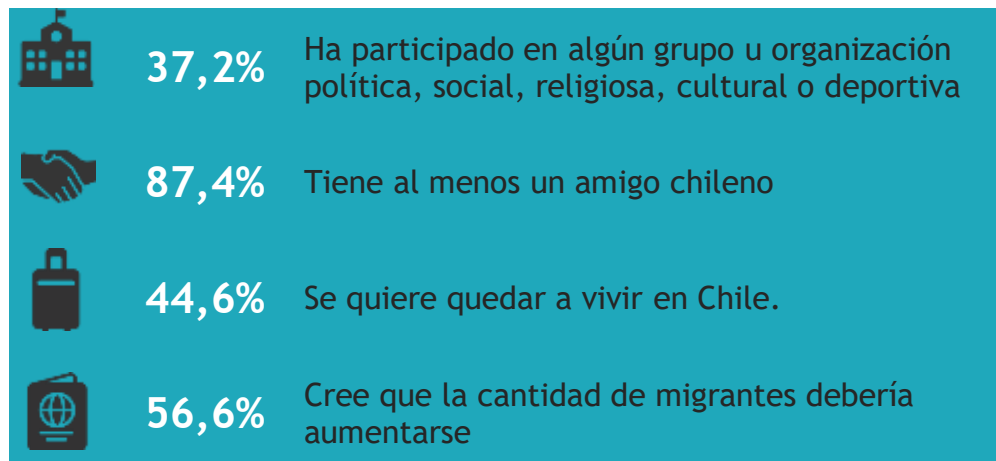 37,2%
Ha participado en algún grupo u organización
política, social, religiosa, cultural o deportiva
87,4%
Tiene al menos un amigo chileno
44,6%
Se quiere quedar a vivir en Chile.
56,6%
Cree que la cantidad de migrantes debería
aumentarse